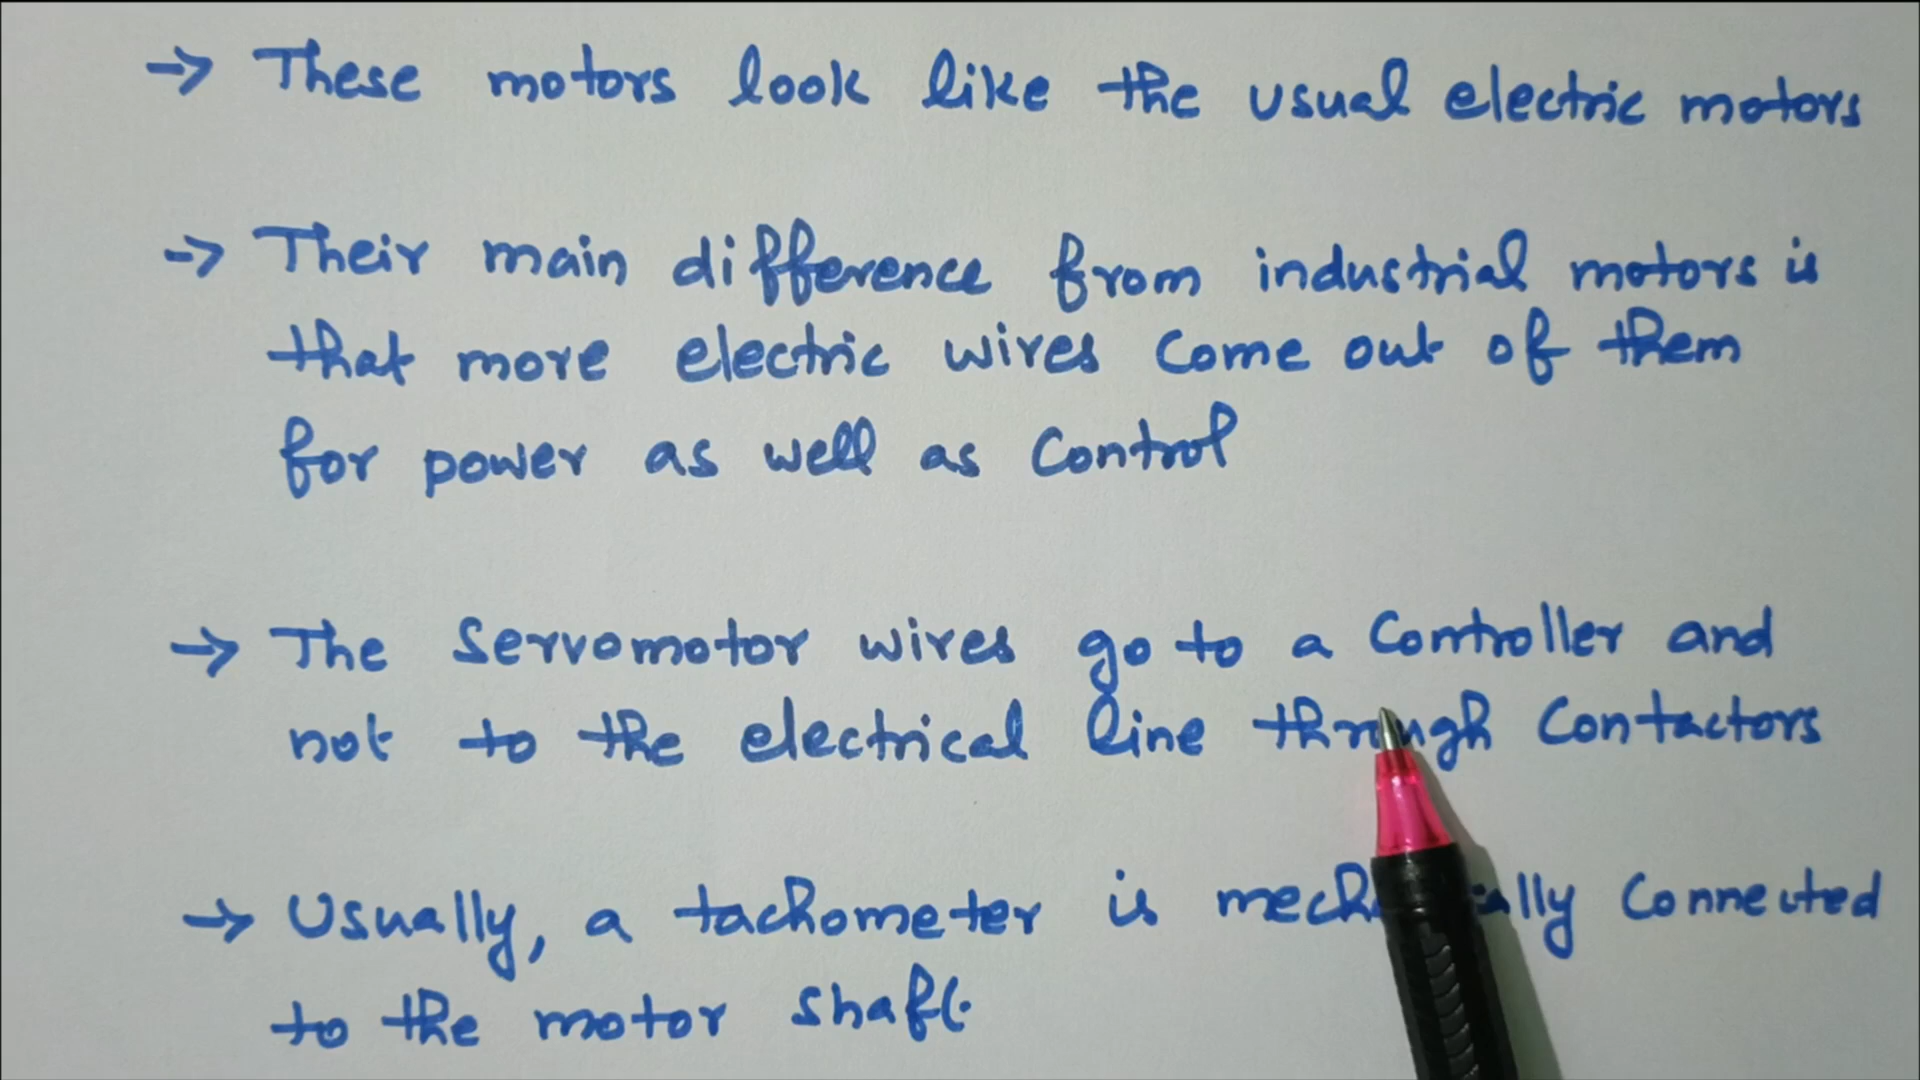 → These motors look like the usual electric motors
→ Their main difference from industrial motors is
that more electric wires come out of them
for power as well as control
→ The servomotor wires go to a controller and
not to the electrical line through contactors
→ Usually, a tachometer is mechanically connected
to the motor shaft.